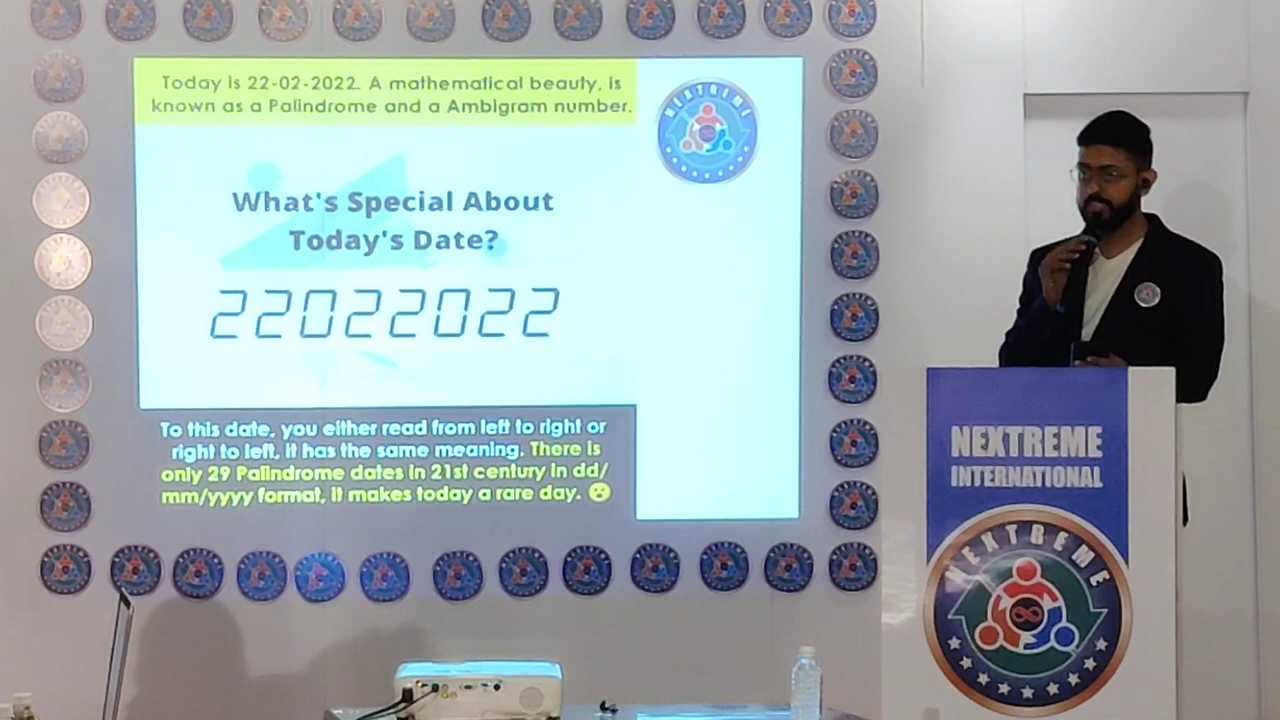 Today is 22-02-2022. A mathematical beauty, is
known as a Palindrome and a Ambigram number.
NEXTREME
What's Special About
Today's Date?
22022022
To this date, you either read from left to right or
right to left, it has the same meaning. There is
only 29 Palindrome dates in 21st century in dd/
mm/yyyy format, it makes today a rare day. 😮
NEXTREME
INTERNATIONAL
NEXTREME